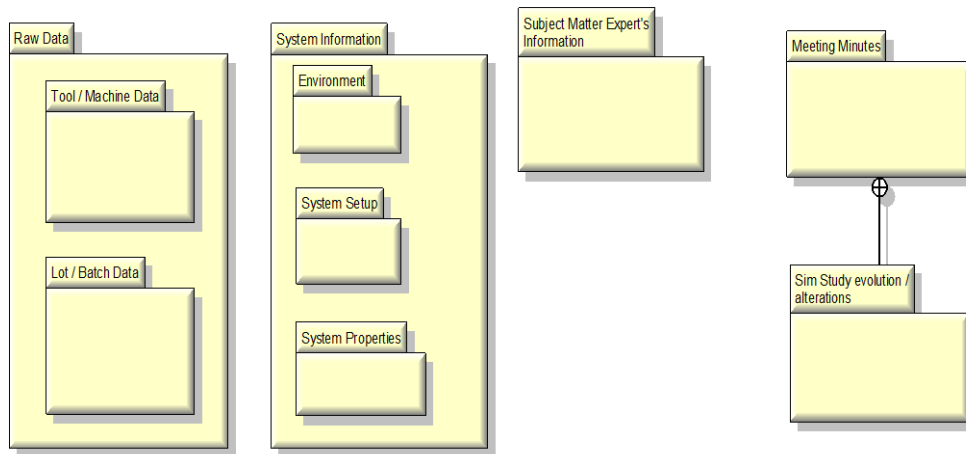 Raw Data
Tool / Machine Data
Lot / Batch Data
System Information
Environment
System Setup
System Properties
Subject Matter Expert's
Information
Meeting Minutes
Sim Study evolution /
alterations